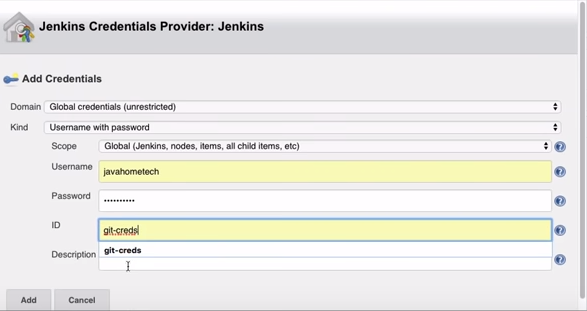 Jenkins Credentials Provider: Jenkins
Add Credentials
Domain Global credentials (unrestricted)
Kind Username with password
Scope Global (Jenkins, nodes, items, all child items, etc)
Username javahometech
Password ••••••••••
ID git-creds
git-creds
Description
Add Cancel